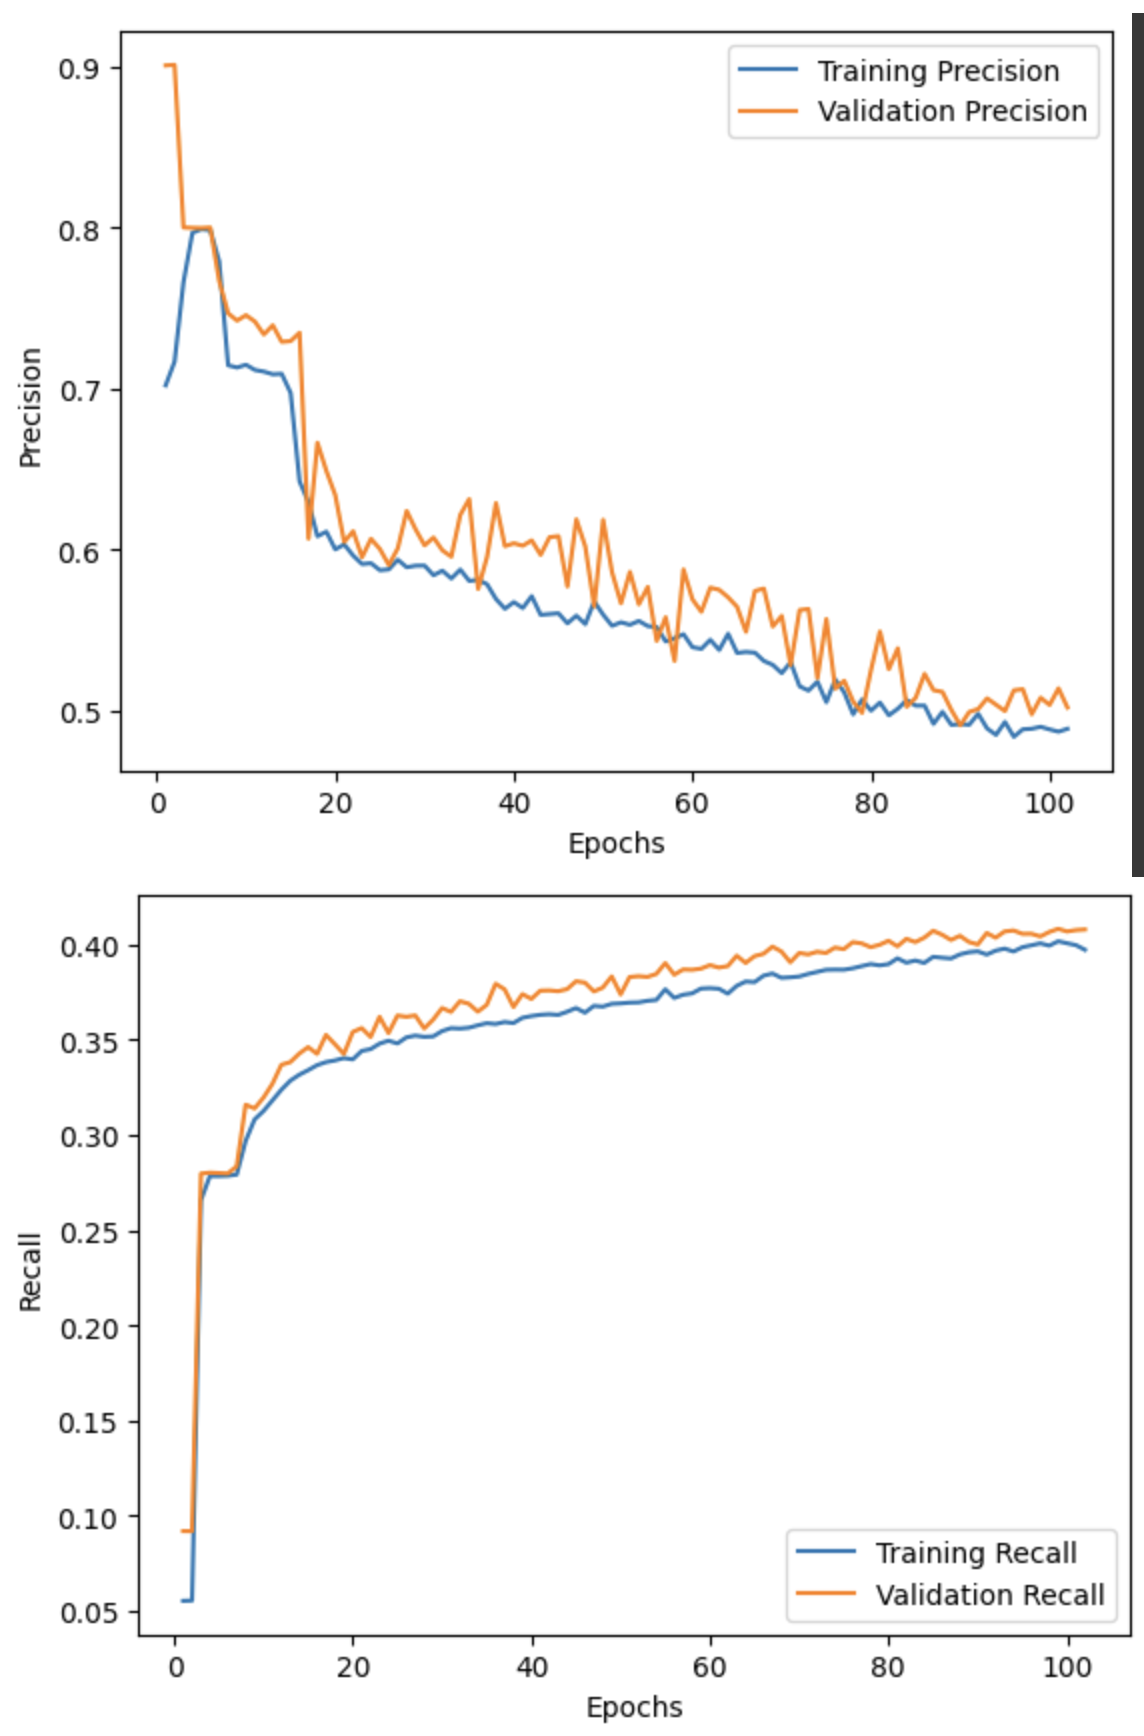 Training Precision
Validation Precision
0.9
0.8
0.7
0.6
0.5
Precision
0 20 40 60 80 100
Epochs
0.40
0.35
0.30
0.25
0.20
0.15
0.10
0.05
Recall
Training Recall
Validation Recall
0 20 40 60 80 100
Epochs